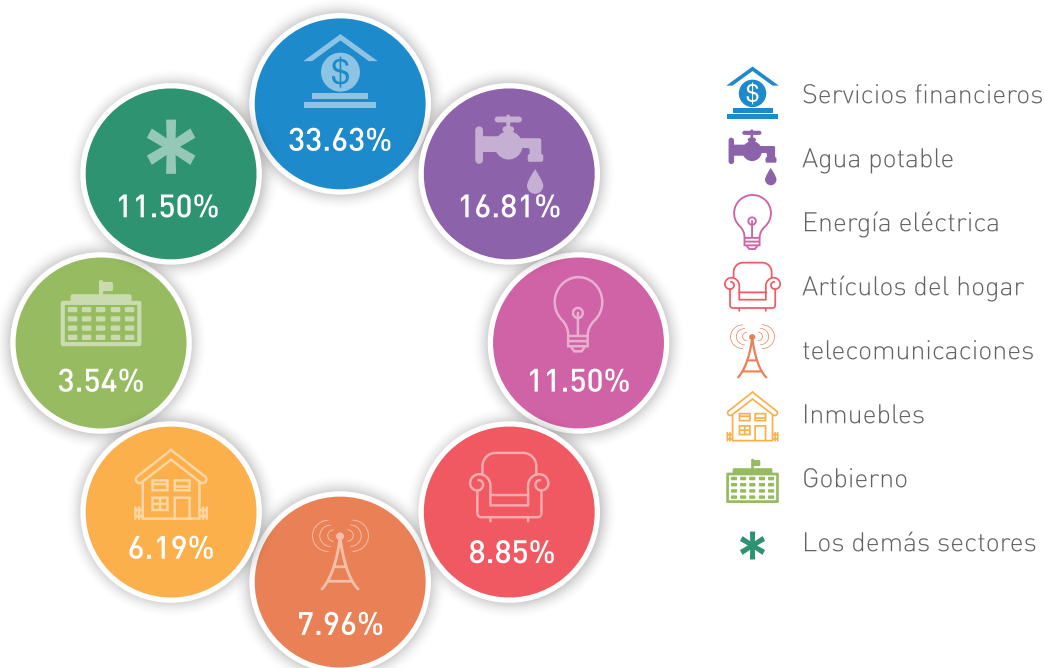 $
33.63%
16.81%
11.50%
8.85%
7.96%
6.19%
3.54%
11.50%
$
Servicios financieros
Agua potable
Energía eléctrica
Artículos del hogar
telecomunicaciones
Inmuebles
Gobierno
Los demás sectores